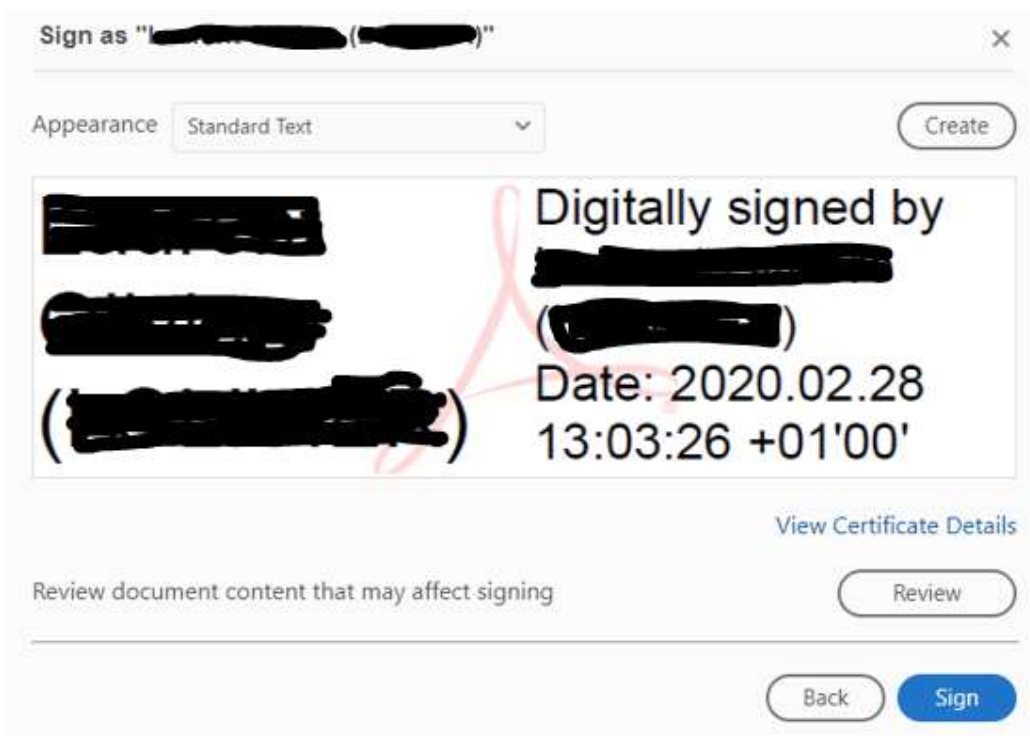 Sign as "
Appearance Standard Text Create
Digitally signed by
Date: 2020.02.28
13:03:26 +01'00'
View Certificate Details
Review document content that may affect signing Review
Back Sign